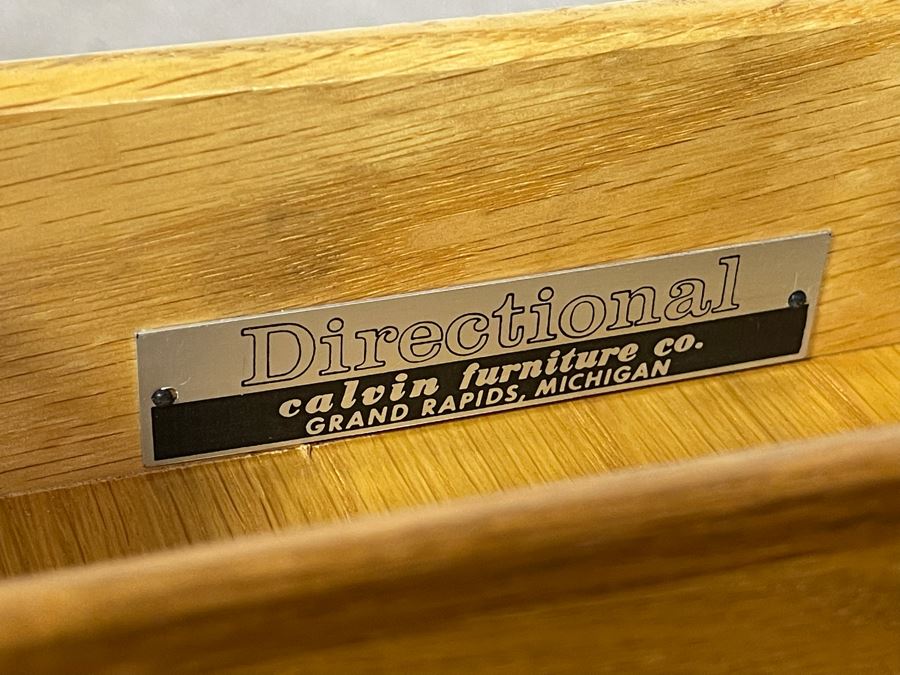 Directional
calvin furniture co.
GRAND RAPIDS, MICHIGAN